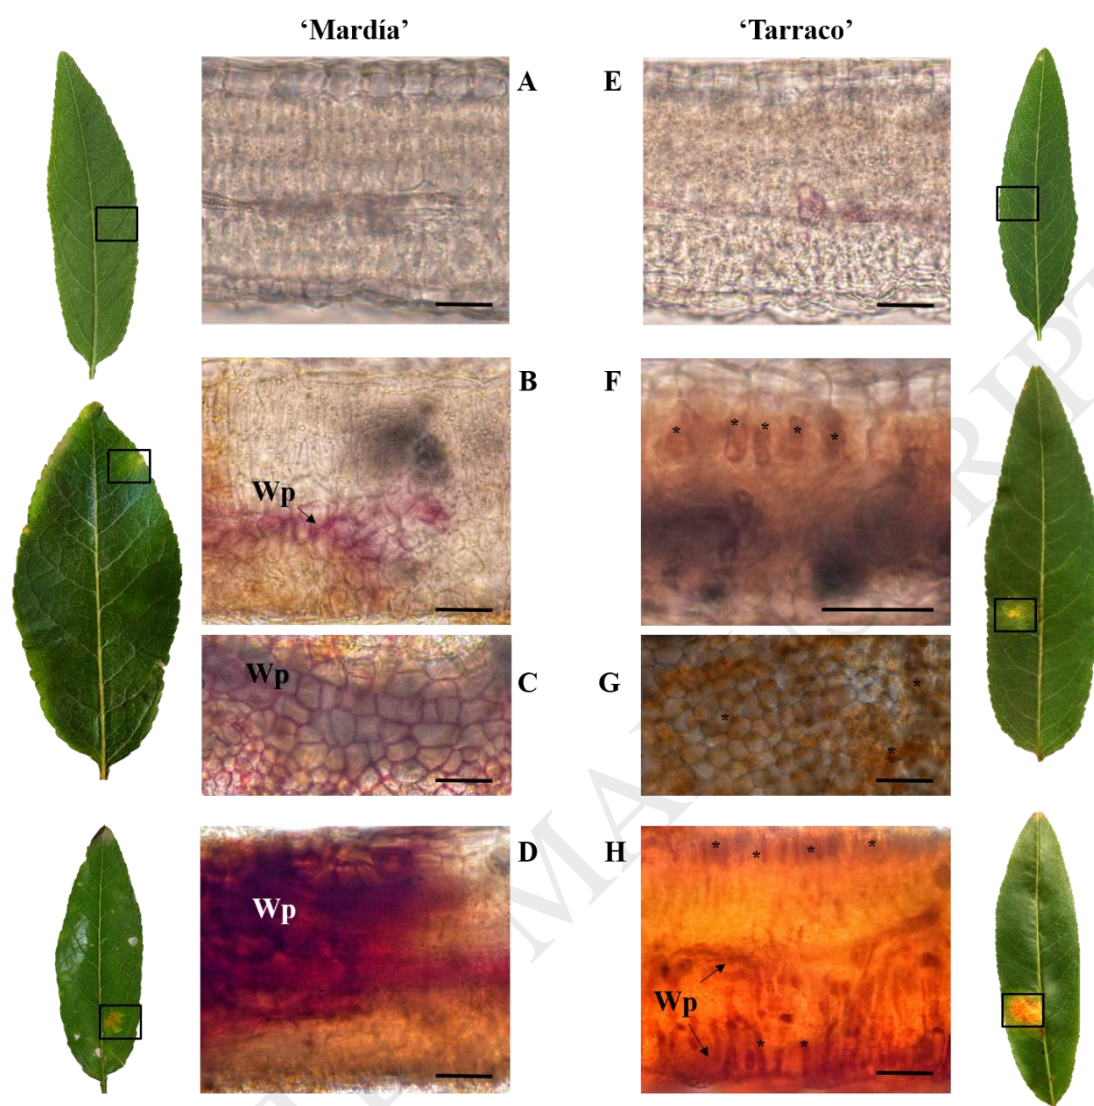 ‘Mardía’ ‘Tarraco’
A E
B F
Wp
* * * * *
Wp
C G
* * *
D H
* * * *
Wp
Wp
* *